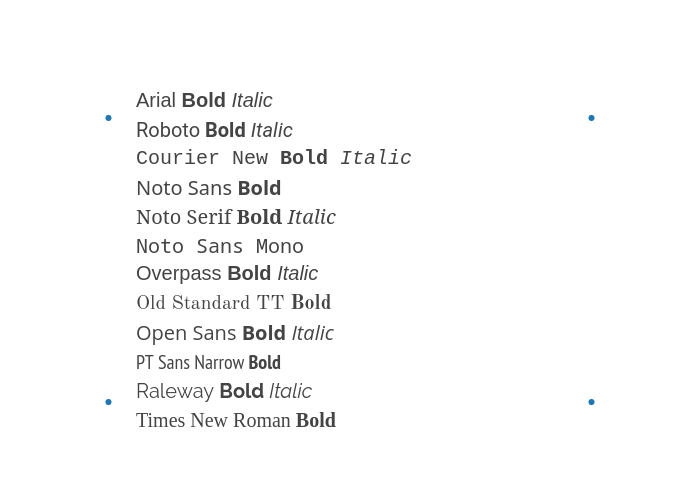 Arial Bold Italic
Roboto Bold Italic
Courier New Bold Italic
Noto Sans Bold
Noto Serif Bold Italic
Noto Sans Mono
Overpass Bold Italic
Old Standard TT Bold
Open Sans Bold Italic
PT Sans Narrow Bold
Raleway Bold Italic
Times New Roman Bold